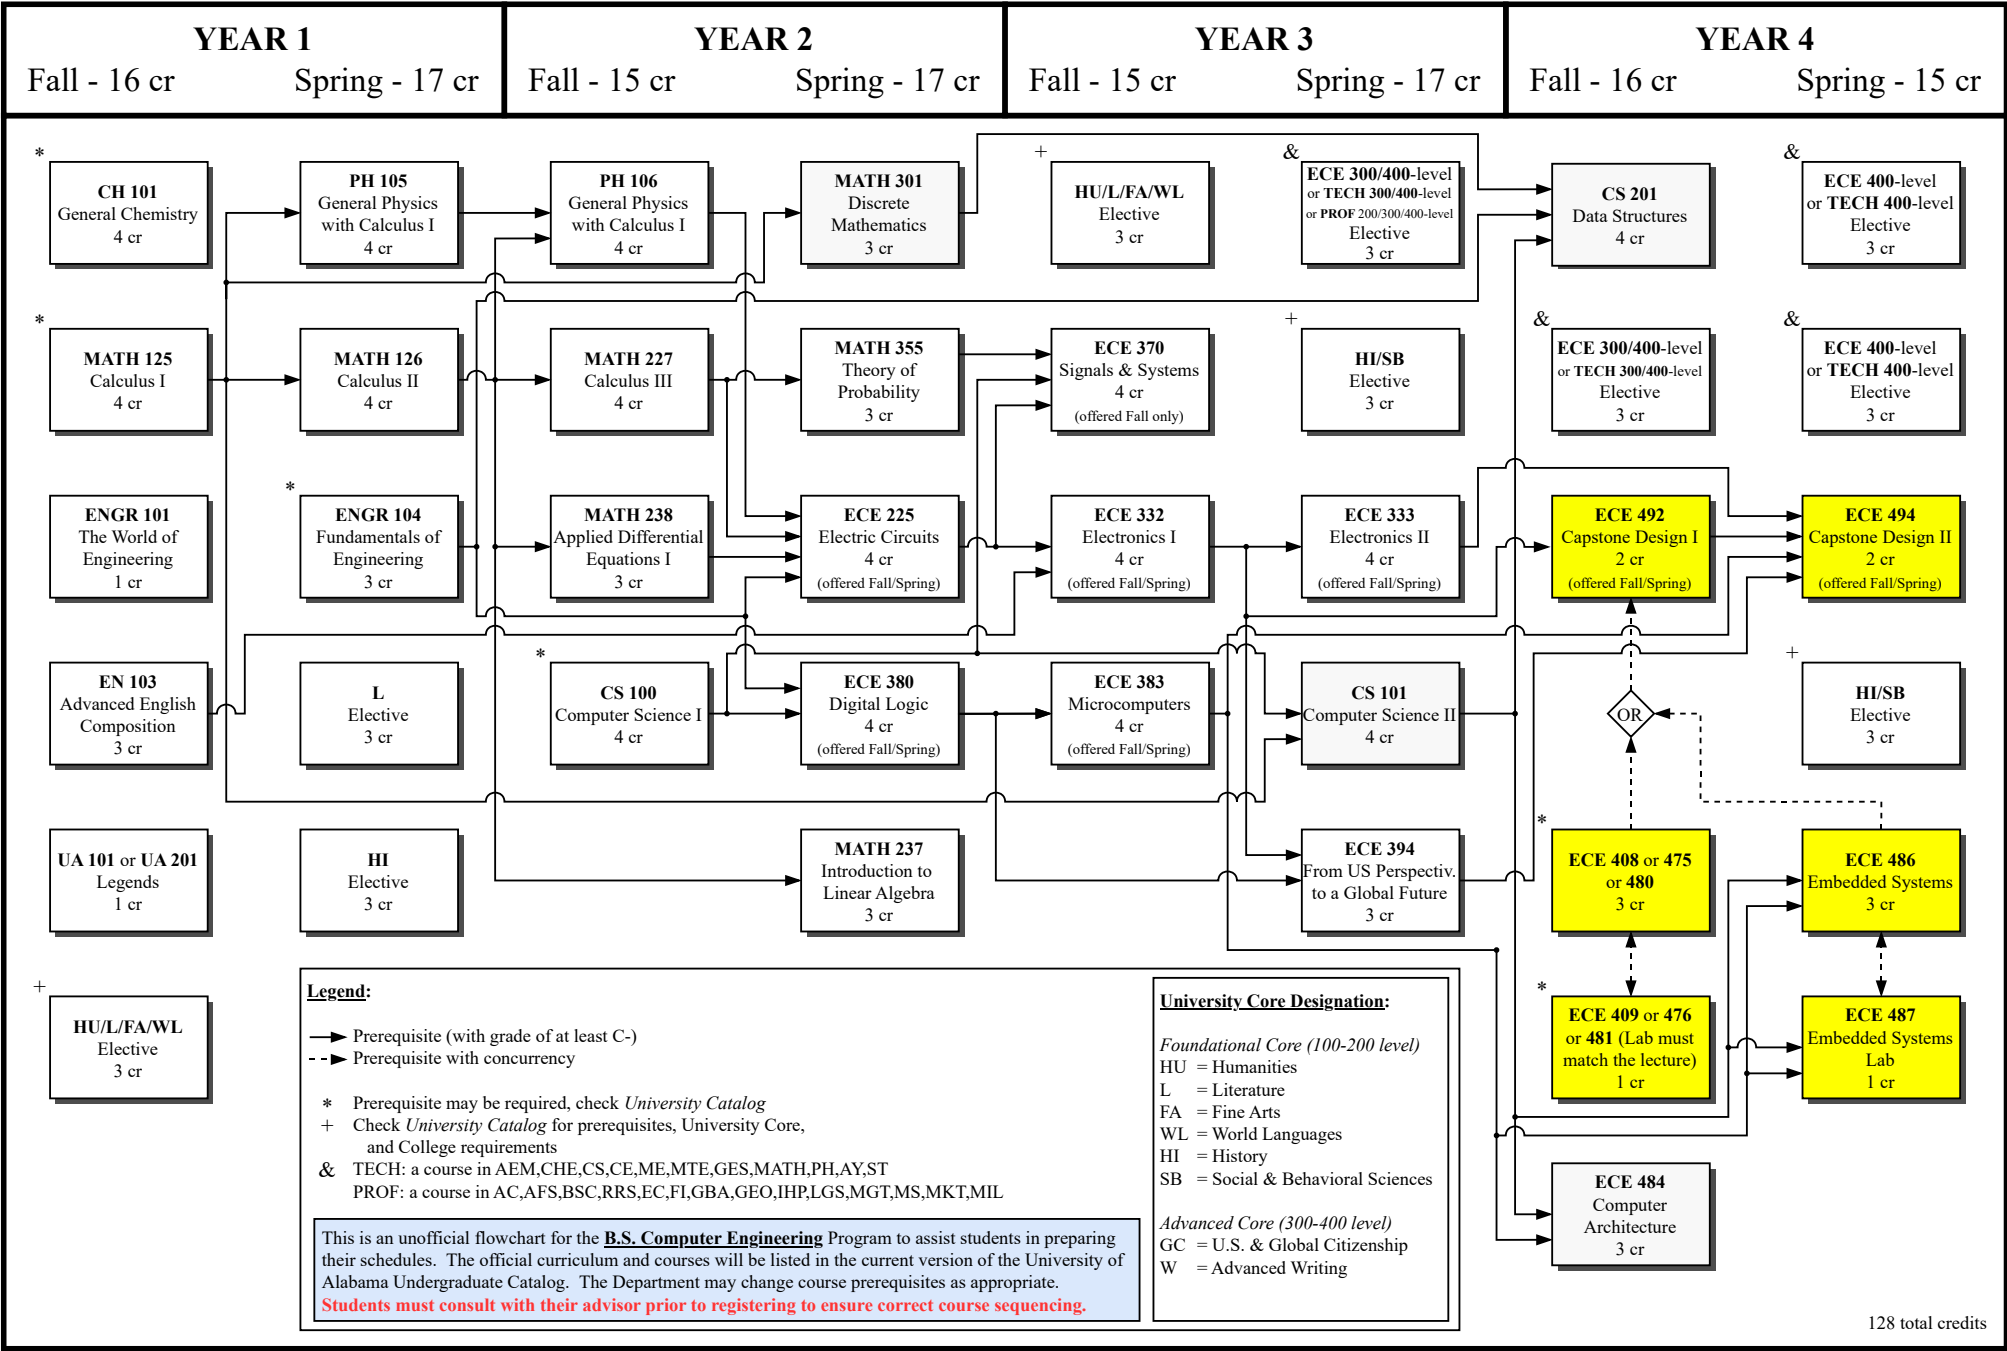 YEAR 1
Fall - 16 cr
Spring - 17 cr
YEAR 2
Fall - 15 cr
Spring - 17 cr
YEAR 3
Fall - 15 cr
Spring - 17 cr
YEAR 4
Fall - 16 cr
Spring - 15 cr
*
CH 101
General Chemistry
4 cr
PH 105
General Physics
with Calculus I
4 cr
PH 106
General Physics
with Calculus I
4 cr
MATH 301
Discrete
Mathematics
3 cr
+
HU/L/FA/WL
Elective
3 cr
&
ECE 300/400-level
or TECH 300/400-level
or PROF 200/300/400-level
Elective
3 cr
CS 201
Data Structures
4 cr
&
ECE 400-level
or TECH 400-level
Elective
3 cr
*
MATH 125
Calculus I
4 cr
MATH 126
Calculus II
4 cr
MATH 227
Calculus III
4 cr
MATH 355
Theory of
Probability
3 cr
ECE 370
Signals & Systems
4 cr
(offered Fall only)
+
HI/SB
Elective
3 cr
&
ECE 300/400-level
or TECH 300/400-level
Elective
3 cr
&
ECE 400-level
or TECH 400-level
Elective
3 cr
ENGR 101
The World of
Engineering
1 cr
*
ENGR 104
Fundamentals of
Engineering
3 cr
MATH 238
Applied Differential
Equations I
3 cr
ECE 225
Electric Circuits
4 cr
(offered Fall/Spring)
ECE 332
Electronics I
4 cr
(offered Fall/Spring)
ECE 333
Electronics II
4 cr
(offered Fall/Spring)
ECE 492
Capstone Design I
2 cr
(offered Fall/Spring)
ECE 494
Capstone Design II
2 cr
(offered Fall/Spring)
EN 103
Advanced English
Composition
3 cr
L
Elective
3 cr
*
CS 100
Computer Science I
4 cr
ECE 380
Digital Logic
4 cr
(offered Fall/Spring)
ECE 383
Microcomputers
4 cr
(offered Fall/Spring)
CS 101
Computer Science II
4 cr
OR
+
HI/SB
Elective
3 cr
UA 101 or UA 201
Legends
1 cr
HI
Elective
3 cr
MATH 237
Introduction to
Linear Algebra
3 cr
ECE 394
From US Perspectiv.
to a Global Future
3 cr
*
ECE 408 or 475
or 480
3 cr
ECE 486
Embedded Systems
3 cr
+
HU/L/FA/WL
Elective
3 cr
*
ECE 409 or 476
or 481 (Lab must
match the lecture)
1 cr
ECE 487
Embedded Systems
Lab
1 cr
ECE 484
Computer
Architecture
3 cr
Legend:
Prerequisite (with grade of at least C-)
Prerequisite with concurrency
* Prerequisite may be required, check University Catalog
+ Check University Catalog for prerequisites, University Core,
and College requirements
& TECH: a course in AEM,CHE,CS,CE,ME,MTE,GES,MATH,PH,AY,ST
PROF: a course in AC,AFS,BSC,RRS,EC,FI,GBA,GEO,IHP,LGS,MGT,MS,MKT,MIL
This is an unofficial flowchart for the B.S. Computer Engineering Program to assist students in preparing
their schedules. The official curriculum and courses will be listed in the current version of the University of
Alabama Undergraduate Catalog. The Department may change course prerequisites as appropriate.
Students must consult with their advisor prior to registering to ensure correct course sequencing.
University Core Designation:
Foundational Core (100-200 level)
HU = Humanities
L = Literature
FA = Fine Arts
WL = World Languages
HI = History
SB = Social & Behavioral Sciences
Advanced Core (300-400 level)
GC = U.S. & Global Citizenship
W = Advanced Writing
128 total credits